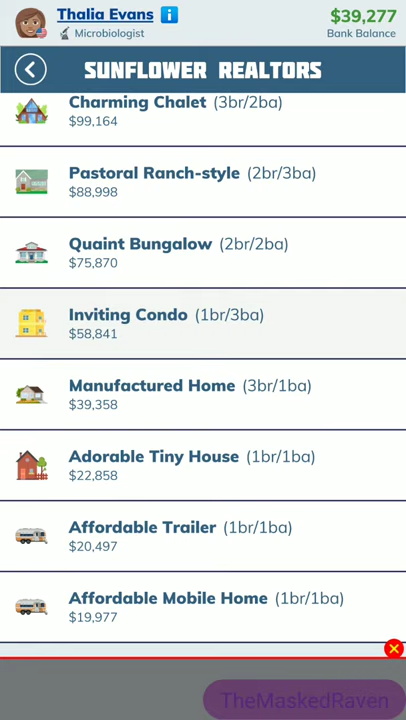 Thalia Evans
$39,277
Microbiologist
Bank Balance
SUNFLOWER REALTORS
Charming Chalet (3br/2ba)
$99,164
Pastoral Ranch-style (2br/3ba)
$88,998
Quaint Bungalow (2br/2ba)
$75,870
Inviting Condo (1br/3ba)
$58,841
Manufactured Home (3br/1ba)
$39,358
Adorable Tiny House (1br/1ba)
$22,858
Affordable Trailer (1br/1ba)
$20,497
Affordable Mobile Home (1br/1ba)
$19,977
TheMaskedRaven